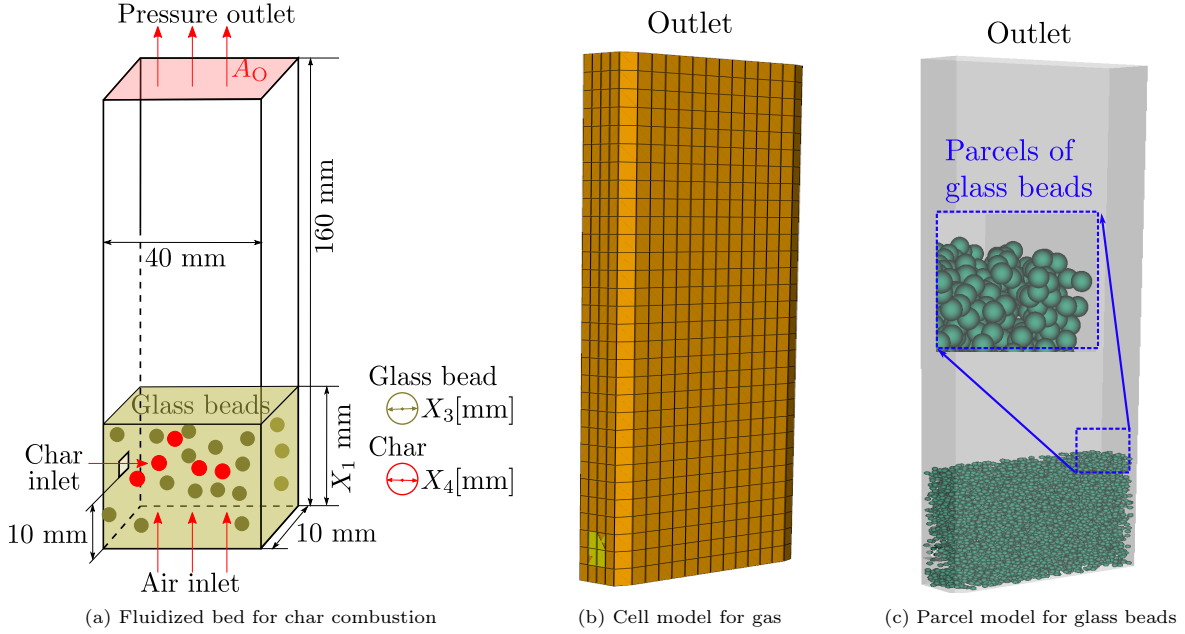 Pressure outlet
A_O
160 mm
40 mm
Glass bead
X_3[mm]
Char
X_4[mm]
Glass beads
X_1 mm
Char
inlet
10 mm
10 mm
Air inlet
(a) Fluidized bed for char combustion
Outlet
(b) Cell model for gas
Outlet
Parcels of
glass beads
(c) Parcel model for glass beads